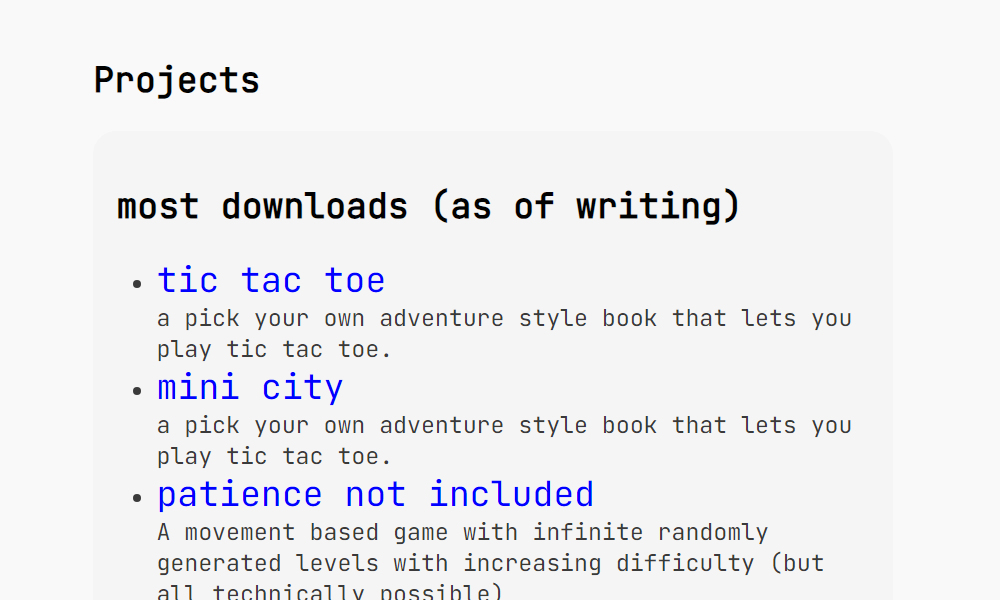 Projects
most downloads (as of writing)
tic tac toe
a pick your own adventure style book that lets you
play tic tac toe.
mini city
a pick your own adventure style book that lets you
play tic tac toe.
patience not included
A movement based game with infinite randomly
generated levels with increasing difficulty (but
all technically possible)